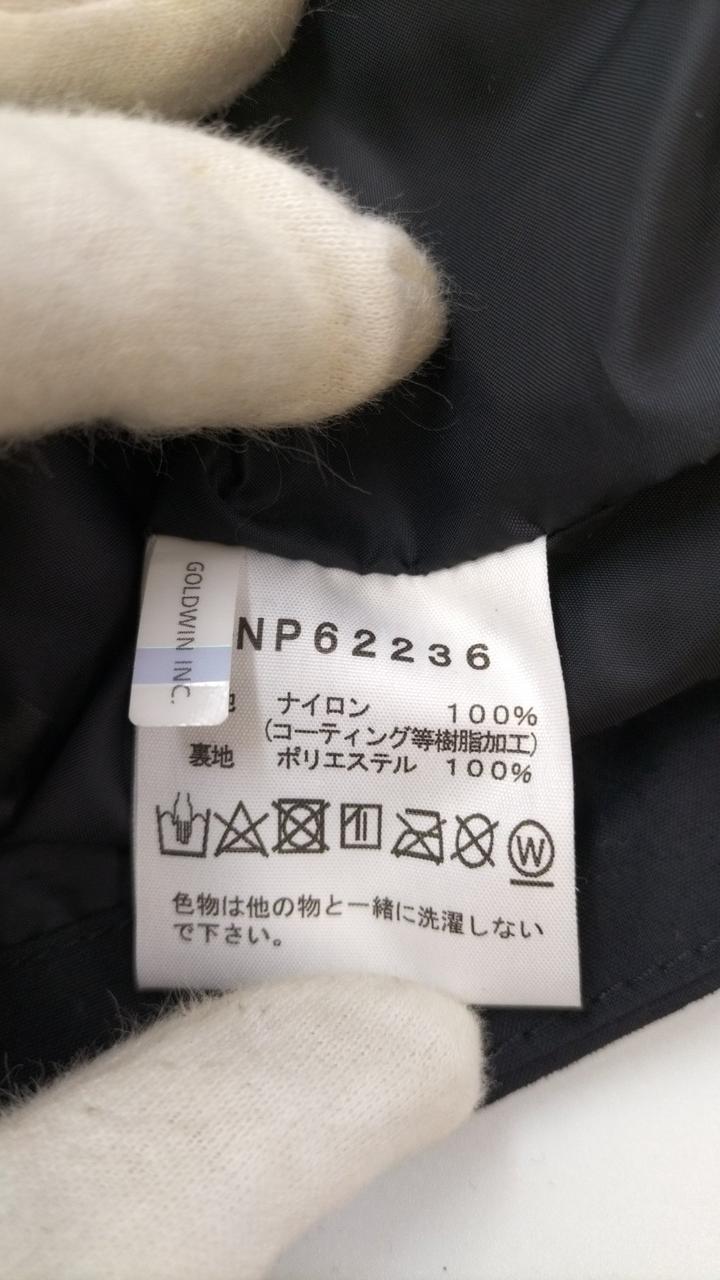 GOLDWIN INC.
NP62236
地 ナイロン 100%
(コーティング等樹脂加工)
裏地 ポリエステル 100%
W
色物は他の物と一緒に洗濯しない
で下さい。